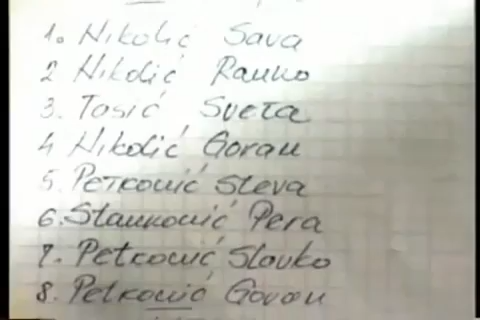 1. Nikolić Sava
2 Nikolić Ranko
3. Tosić Sveta
4 Nikolić Goran
5. Petković Steva
6. Stanković Pera
7. Petković Slavko
8. Petković Goran